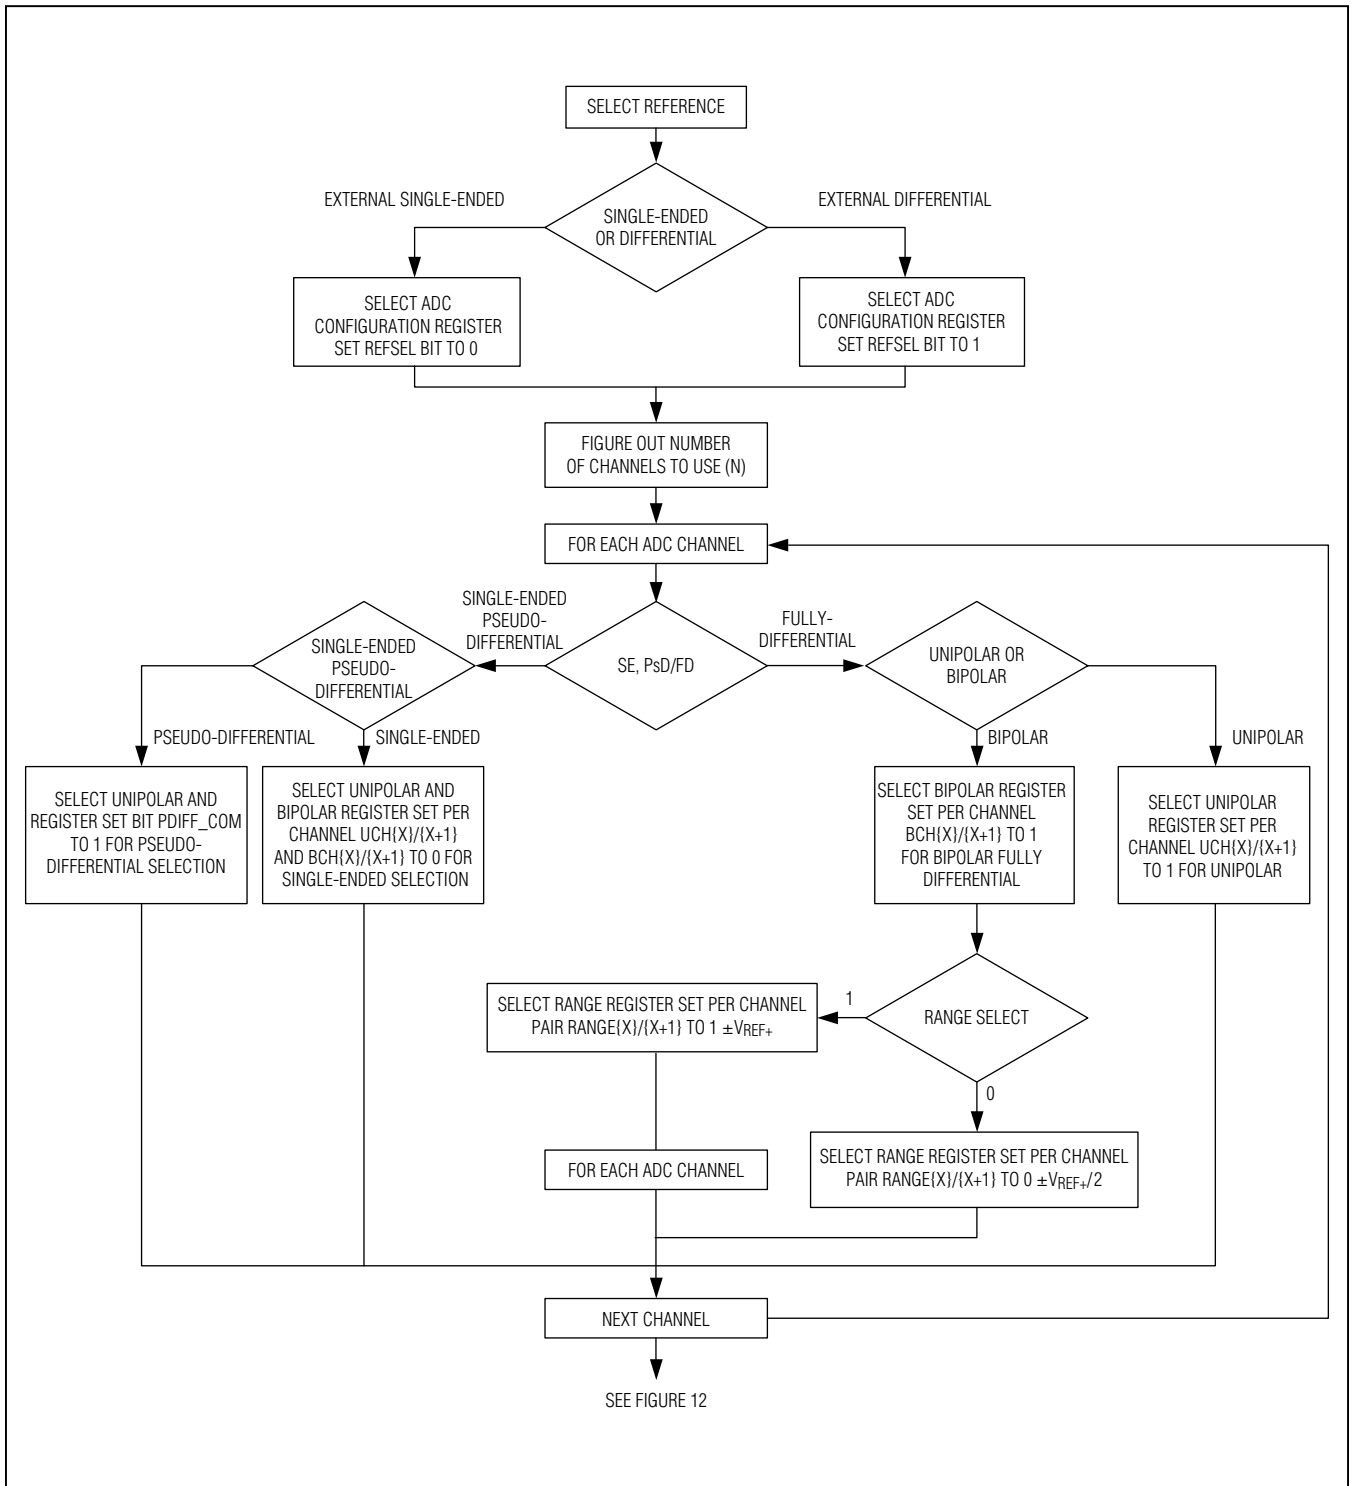 SELECT REFERENCE
EXTERNAL SINGLE-ENDED
EXTERNAL DIFFERENTIAL
SINGLE-ENDED
OR DIFFERENTIAL
SELECT ADC
CONFIGURATION REGISTER
SET REFSEL BIT TO 0
SELECT ADC
CONFIGURATION REGISTER
SET REFSEL BIT TO 1
FIGURE OUT NUMBER
OF CHANNELS TO USE (N)
FOR EACH ADC CHANNEL
SINGLE-ENDED
PSEUDO-
DIFFERENTIAL
FULLY-
DIFFERENTIAL
SINGLE-ENDED
PSEUDO-
DIFFERENTIAL
SE, PsD/FD
UNIPOLAR OR
BIPOLAR
PSEUDO-DIFFERENTIAL
SINGLE-ENDED
BIPOLAR
UNIPOLAR
SELECT UNIPOLAR AND
REGISTER SET BIT PDIFF_COM
TO 1 FOR PSEUDO-
DIFFERENTIAL SELECTION
SELECT UNIPOLAR AND
BIPOLAR REGISTER SET PER
CHANNEL UCH{X}/{X+1}
AND BCH{X}/{X+1} TO 0 FOR
SINGLE-ENDED SELECTION
SELECT BIPOLAR REGISTER
SET PER CHANNEL
BCH{X}/{X+1} TO 1
FOR BIPOLAR FULLY
DIFFERENTIAL
SELECT UNIPOLAR
REGISTER SET PER
CHANNEL UCH{X}/{X+1}
TO 1 FOR UNIPOLAR
SELECT RANGE REGISTER SET PER CHANNEL
PAIR RANGE{X}/{X+1} TO 1 ±VREF+
1
RANGE SELECT
0
FOR EACH ADC CHANNEL
SELECT RANGE REGISTER SET PER CHANNEL
PAIR RANGE{X}/{X+1} TO 0 ±VREF+/2
NEXT CHANNEL
SEE FIGURE 12